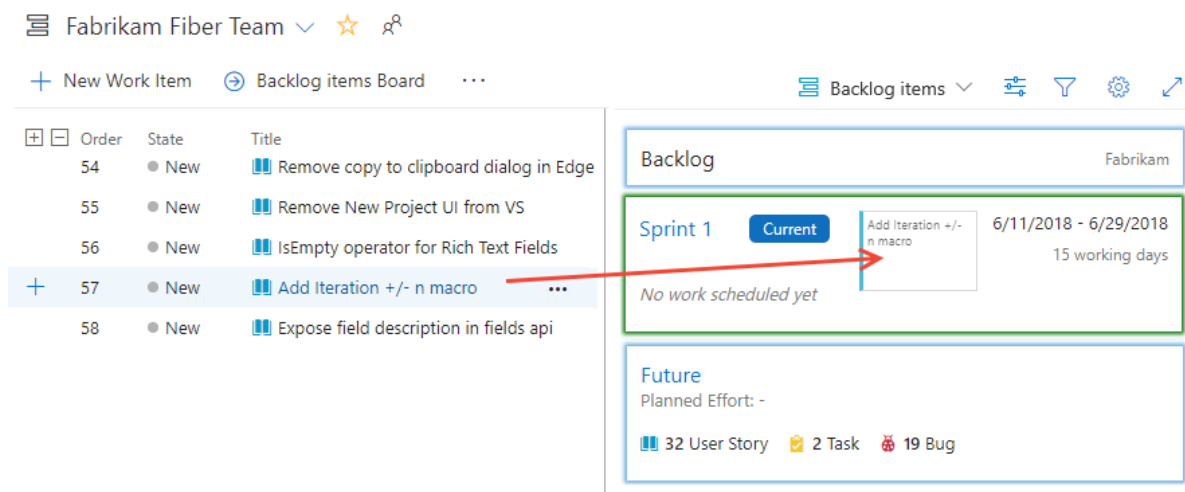 Fabrikam Fiber Team
New Work Item
Backlog items Board
...
Backlog items
Order State Title
54 New Remove copy to clipboard dialog in Edge
55 New Remove New Project UI from VS
56 New IsEmpty operator for Rich Text Fields
57 New Add Iteration +/- n macro ...
58 New Expose field description in fields api
Backlog Fabrikam
Sprint 1 Current
Add Iteration +/-
n macro
6/11/2018 - 6/29/2018
15 working days
No work scheduled yet
Future
Planned Effort: -
32 User Story 2 Task 19 Bug